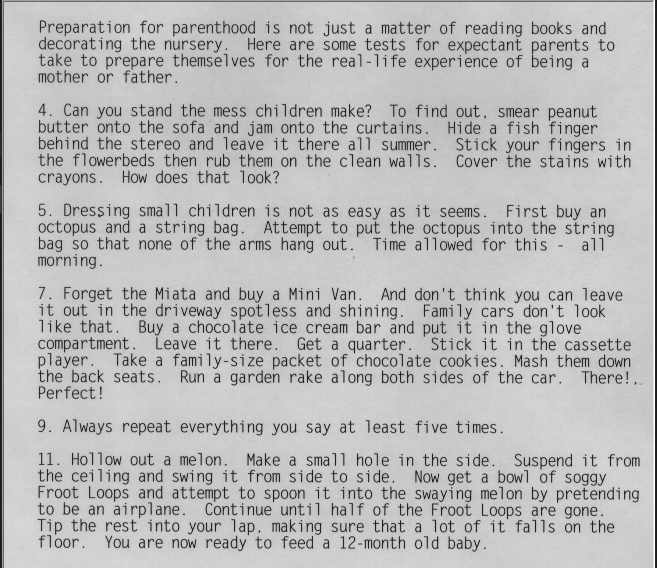 Preparation for parenthood is not just a matter of reading books and
decorating the nursery.  Here are some tests for expectant parents to
take to prepare themselves for the real-life experience of being a
mother or father.
4. Can you stand the mess children make?  To find out, smear peanut
butter onto the sofa and jam onto the curtains.  Hide a fish finger
behind the stereo and leave it there all summer.  Stick your fingers in
the flowerbeds then rub them on the clean walls.  Cover the stains with
crayons.  How does that look?
5. Dressing small children is not as easy as it seems.  First buy an
octopus and a string bag.  Attempt to put the octopus into the string
bag so that none of the arms hang out.  Time allowed for this -  all
morning.
7. Forget the Miata and buy a Mini Van.  And don't think you can leave
it out in the driveway spotless and shining.  Family cars don't look
like that.  Buy a chocolate ice cream bar and put it in the glove
compartment.  Leave it there.  Get a quarter.  Stick it in the cassette
player.  Take a family-size packet of chocolate cookies. Mash them down
the back seats.  Run a garden rake along both sides of the car.  There!.
Perfect!
9. Always repeat everything you say at least five times.
11. Hollow out a melon.  Make a small hole in the side.  Suspend it from
the ceiling and swing it from side to side.  Now get a bowl of soggy
Froot Loops and attempt to spoon it into the swaying melon by pretending
to be an airplane.  Continue until half of the Froot Loops are gone.
Tip the rest into your lap, making sure that a lot of it falls on the
floor.  You are now ready to feed a 12-month old baby.